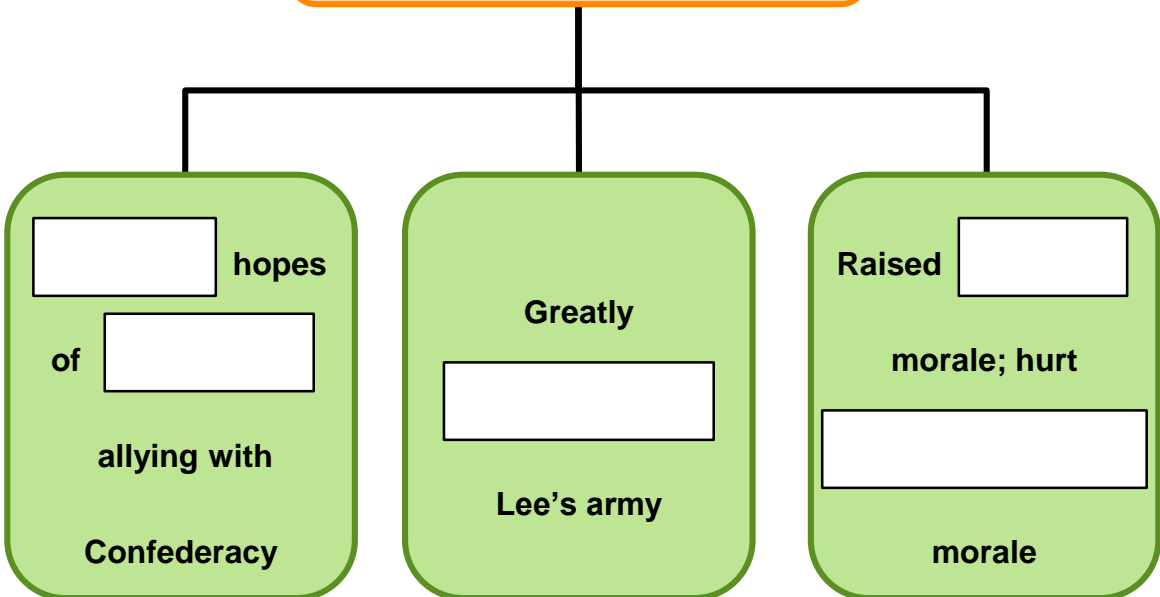 hopes
of
allying with
Confederacy
Greatly
Lee’s army
Raised
morale; hurt
morale